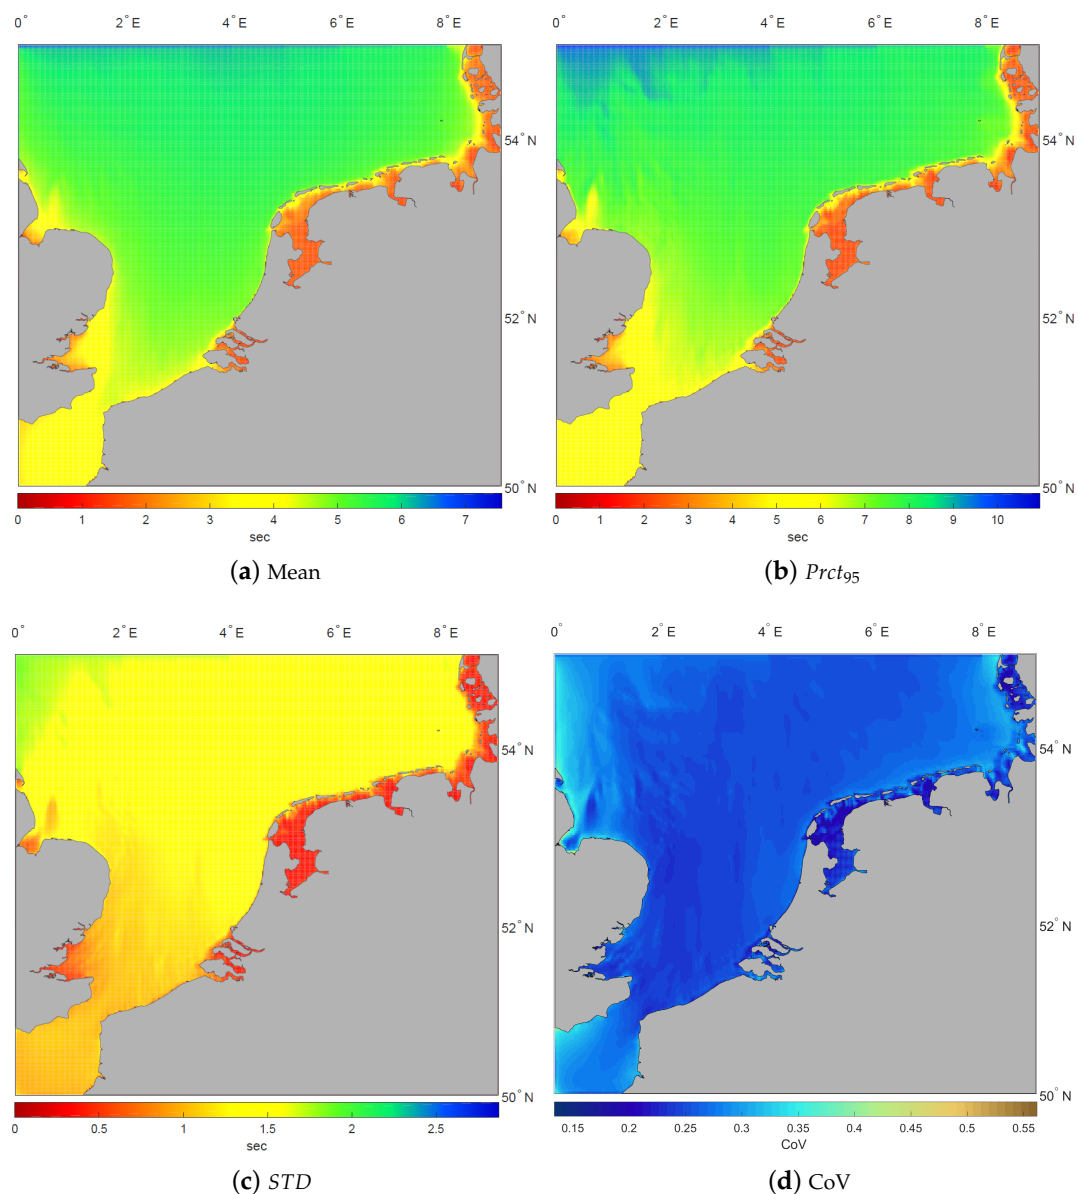 0° 2°E 4°E 6°E 8°E
54°N
52°N
50°N
0 1 2 3 4 5 6 7
sec
(a) Mean
0° 2°E 4°E 6°E 8°E
54°N
52°N
50°N
0 1 2 3 4 5 6 7 8 9 10
sec
(b) Prct95
0° 2°E 4°E 6°E 8°E
54°N
52°N
50°N
0 0.5 1 1.5 2 2.5
sec
(c) STD
0° 2°E 4°E 6°E 8°E
54°N
52°N
50°N
0.15 0.2 0.25 0.3 0.35 0.4 0.45 0.5 0.55
CoV
(d) CoV